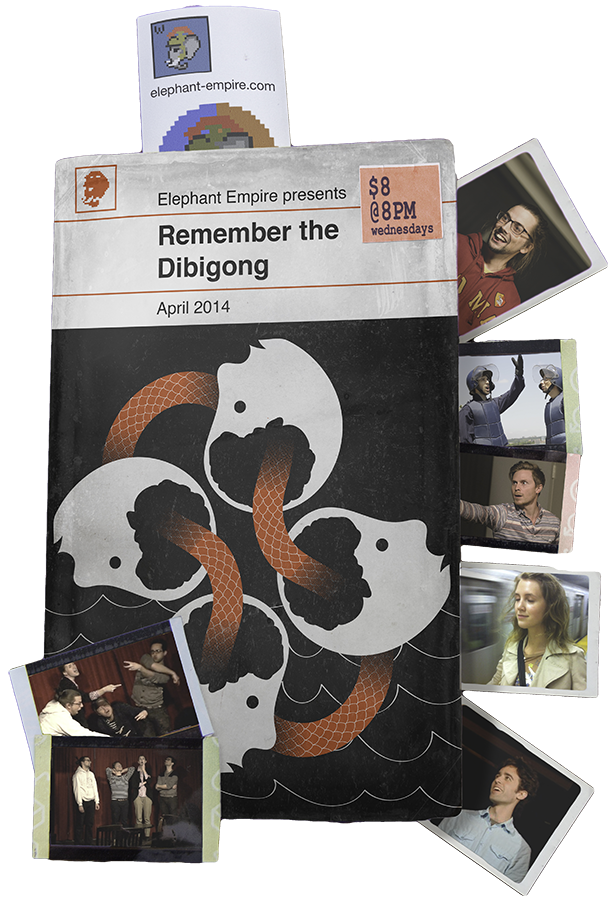 W
elephant-empire.com
Elephant Empire presents
$8
@8PM
wednesdays
Remember the
Dibigong
April 2014